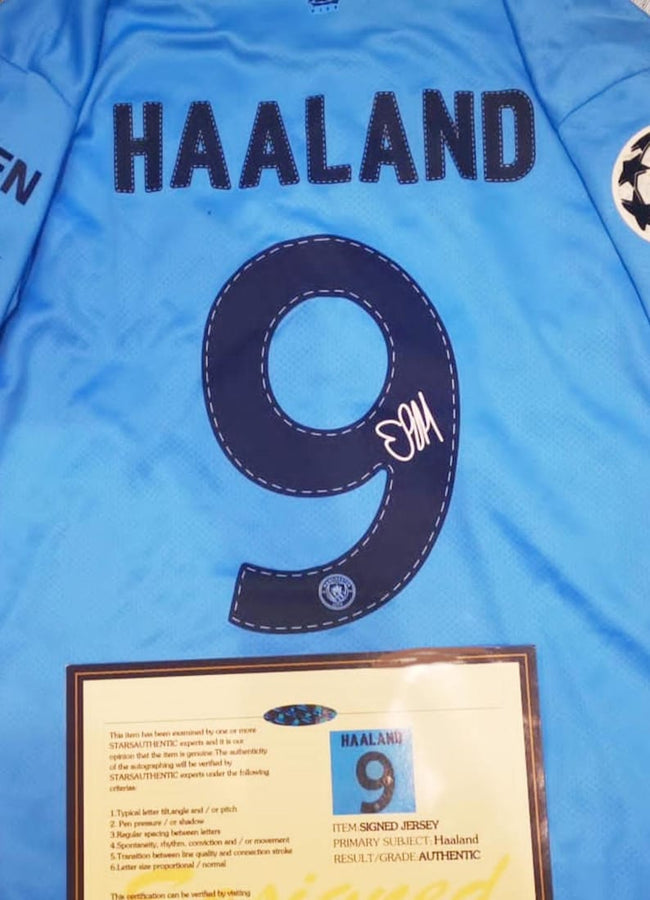 HAALAND
EN
9
This item has been examined by one or more
STARSAUTHENTIC experts and it is our
opinion that the item is genuine.The authenticity
of the autographing will be verified by
STARSAUTHENTIC experts under the following
criterias:
1.Typical letter tilt,angle and / or pitch
2. Pen pressure / or shadow
3.Regular spacing between letters
4.Spontaneity, rhythm, conviction and / or movement
5.Transition between line quality and connection stroke
6.Letter size proportional / normal
This certification can be verified by visiting
HAALAND
9
ITEM:SIGNED JERSEY
PRIMARY SUBJECT:Haaland
RESULT/GRADE:AUTHENTIC
signed